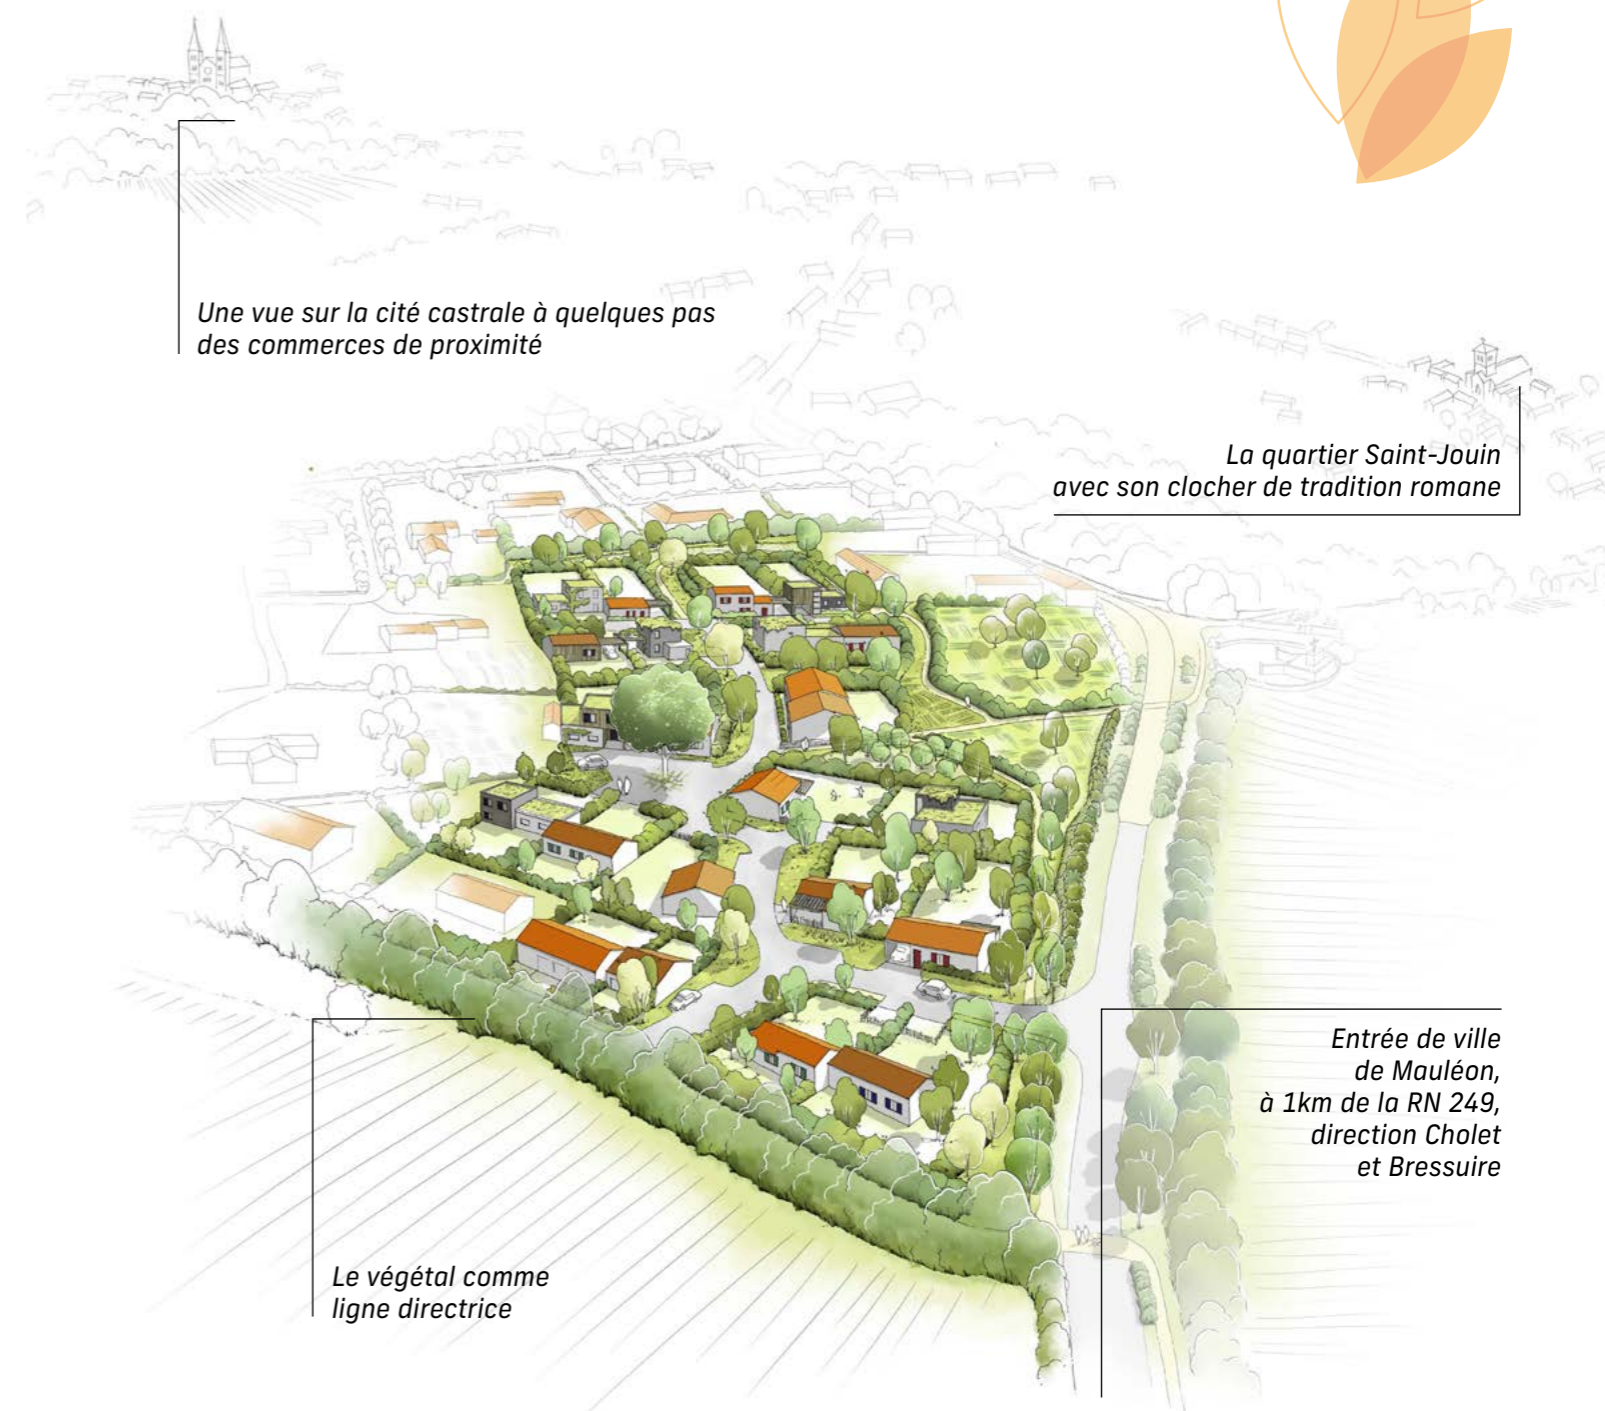 Une vue sur la cité castrale à quelques pas
des commerces de proximité
La quartier Saint-Jouin
avec son clocher de tradition romane
Entrée de ville
de Mauléon,
à 1km de la RN 249,
direction Cholet
et Bressuire
Le végétal comme
ligne directrice